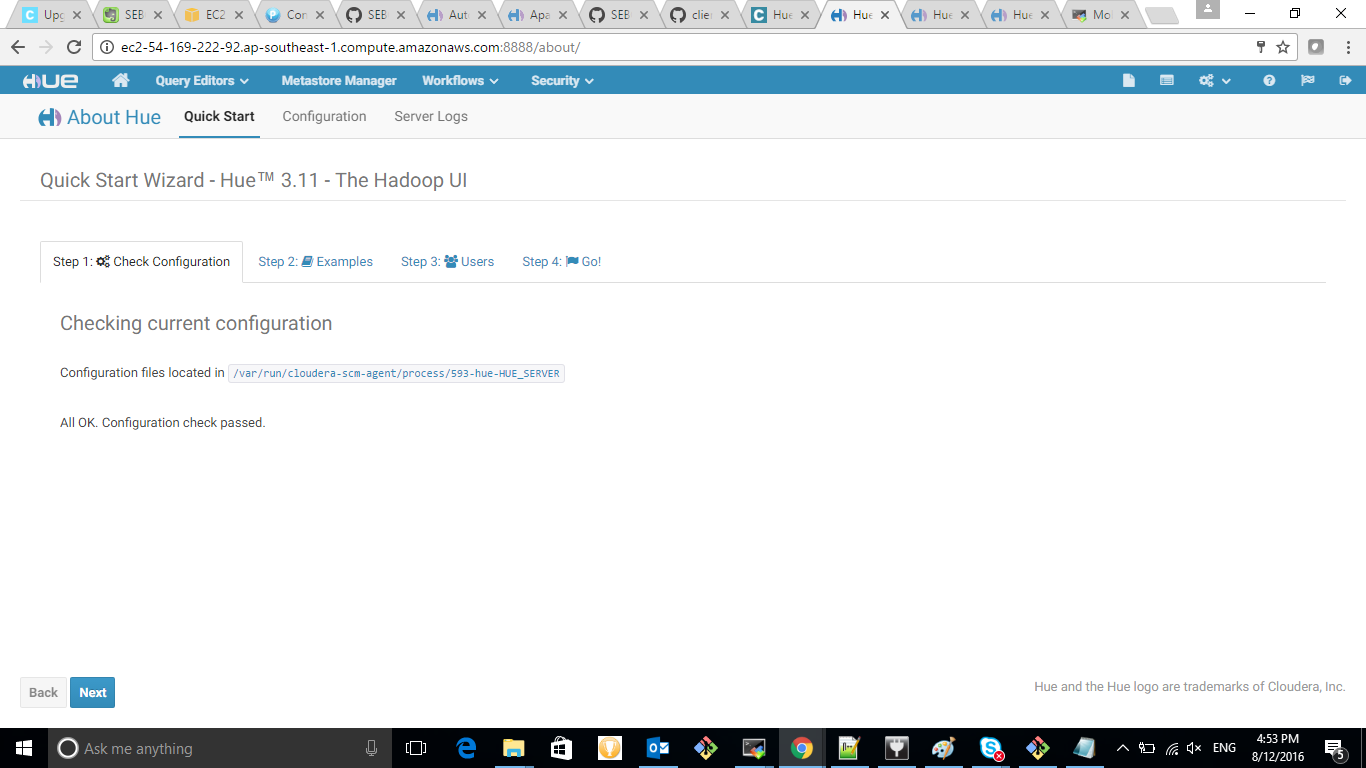 Upg SEB EC2 Con SEB Aut Apa SEB clie Hue Hue Hue Hue Mo
ec2-54-169-222-92.ap-southeast-1.compute.amazonaws.com:8888/about/
HUE Query Editors Metastore Manager Workflows Security
About Hue Quick Start Configuration Server Logs
Quick Start Wizard - Hue™ 3.11 - The Hadoop UI
Step 1: Check Configuration Step 2: Examples Step 3: Users Step 4: Go!
Checking current configuration
Configuration files located in /var/run/cloudera-scm-agent/process/593-hue-HUE_SERVER
All OK. Configuration check passed.
Back Next
Hue and the Hue logo are trademarks of Cloudera, Inc.
Ask me anything
ENG
4:53 PM
8/12/2016
5